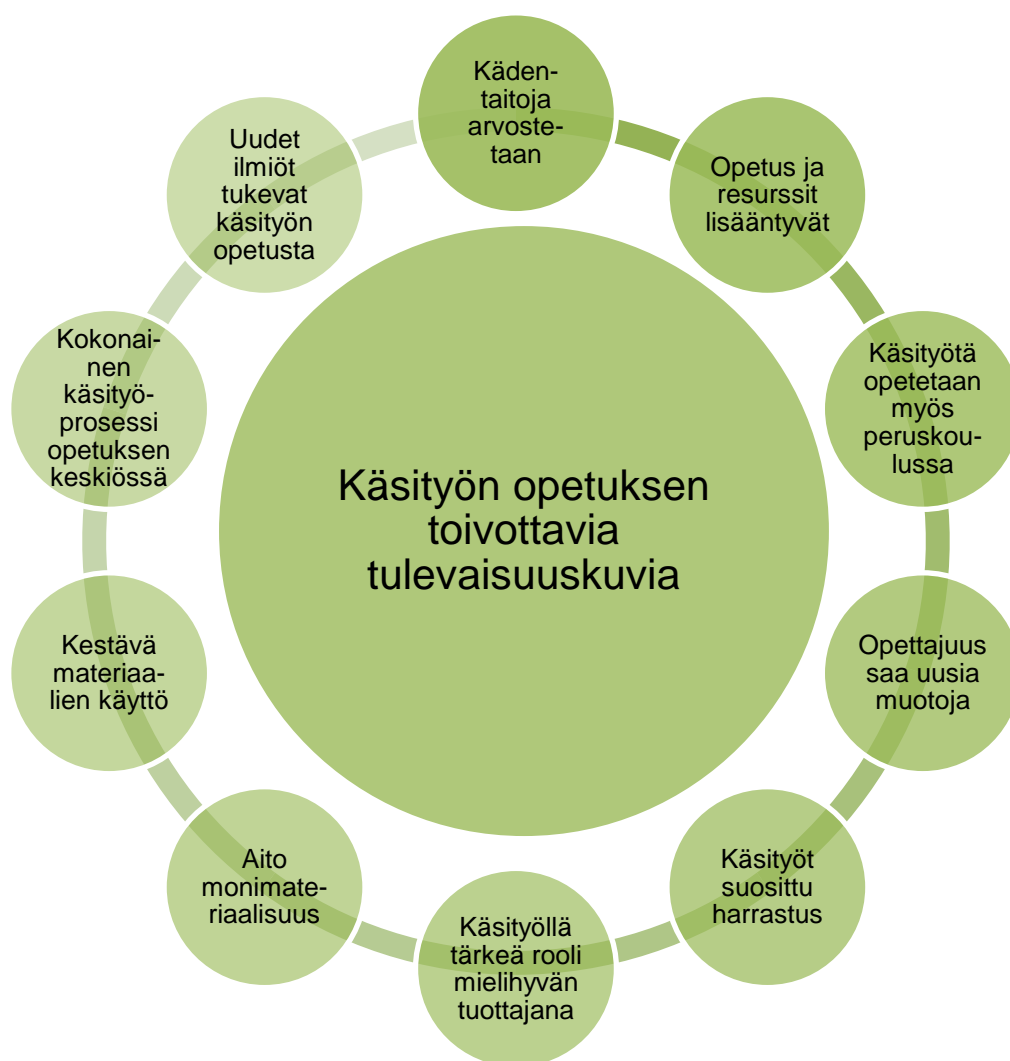 Käden-
taitoja
arvoste-
taan
Opetus ja
resurssit
lisääntyvät
Käsityötä
opetetaan
myös
peruskou-
lussa
Opettajuus
saa uusia
muotoja
Käsityöt
suosittu
harrastus
Käsityöllä
tärkeä rooli
mielihyvän
tuottajana
Aito
monimate-
riaalisuus
Kestävä
materiaa-
lien käyttö
Kokonai-
nen
käsityö-
prosessi
opetuksen
keskiössä
Uudet
ilmiöt
tukevat
käsityön
opetusta
Käsityön opetuksen
toivottavia
tulevaisuuskuvia